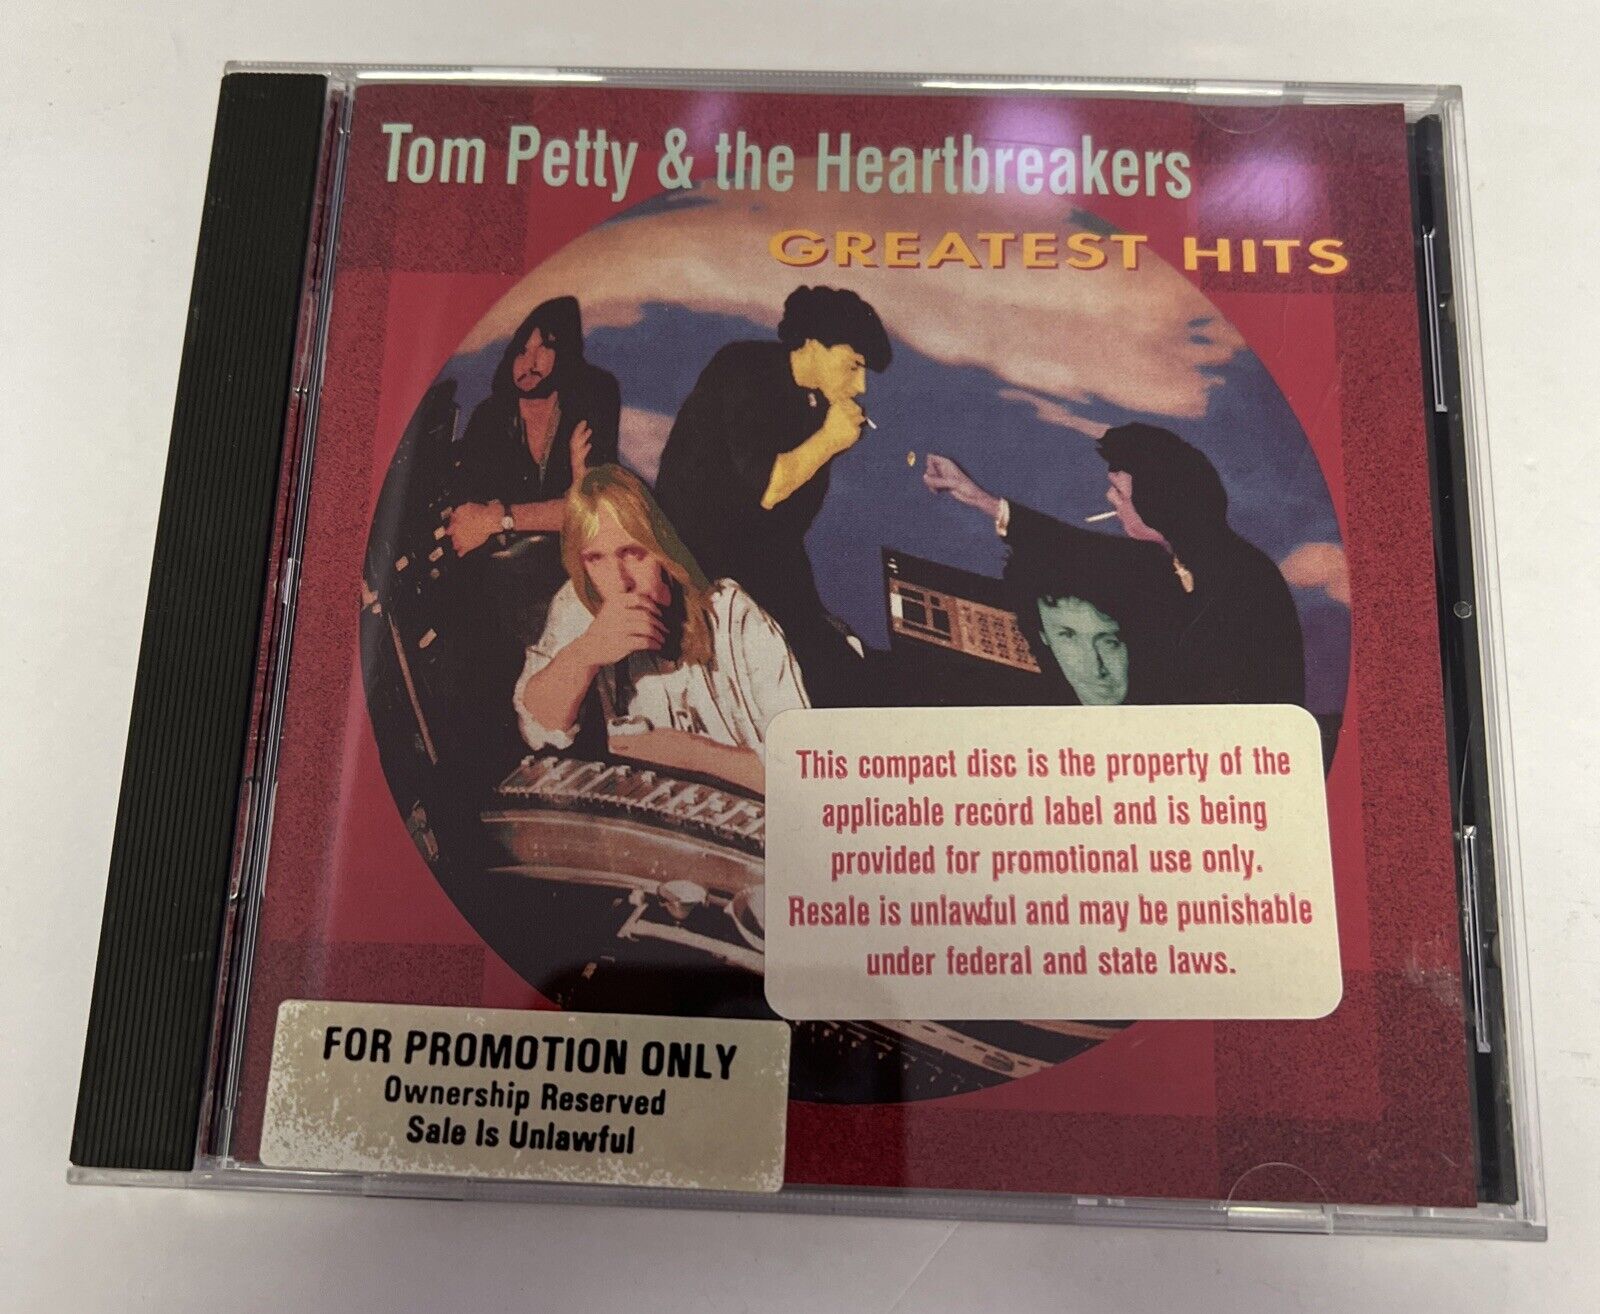 Tom Petty & the Heartbreakers
GREATEST HITS
This compact disc is the property of the
applicable record label and is being
provided for promotional use only.
Resale is unlawful and may be punishable
under federal and state laws.
FOR PROMOTION ONLY
Ownership Reserved
Sale Is Unlawful